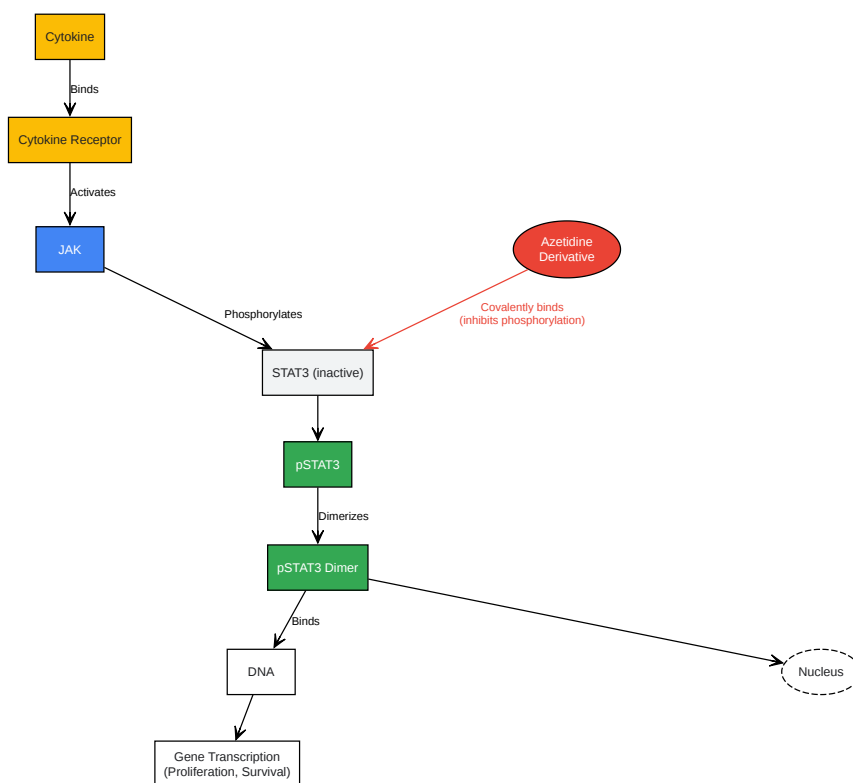 Cytokine
Binds
Cytokine Receptor
Activates
JAK
Azetidine
Derivative
Phosphorylates
Covalently binds
(inhibits phosphorylation)
STAT3 (inactive)
pSTAT3
Dimerizes
pSTAT3 Dimer
Binds
DNA
Nucleus
Gene Transcription
(Proliferation, Survival)